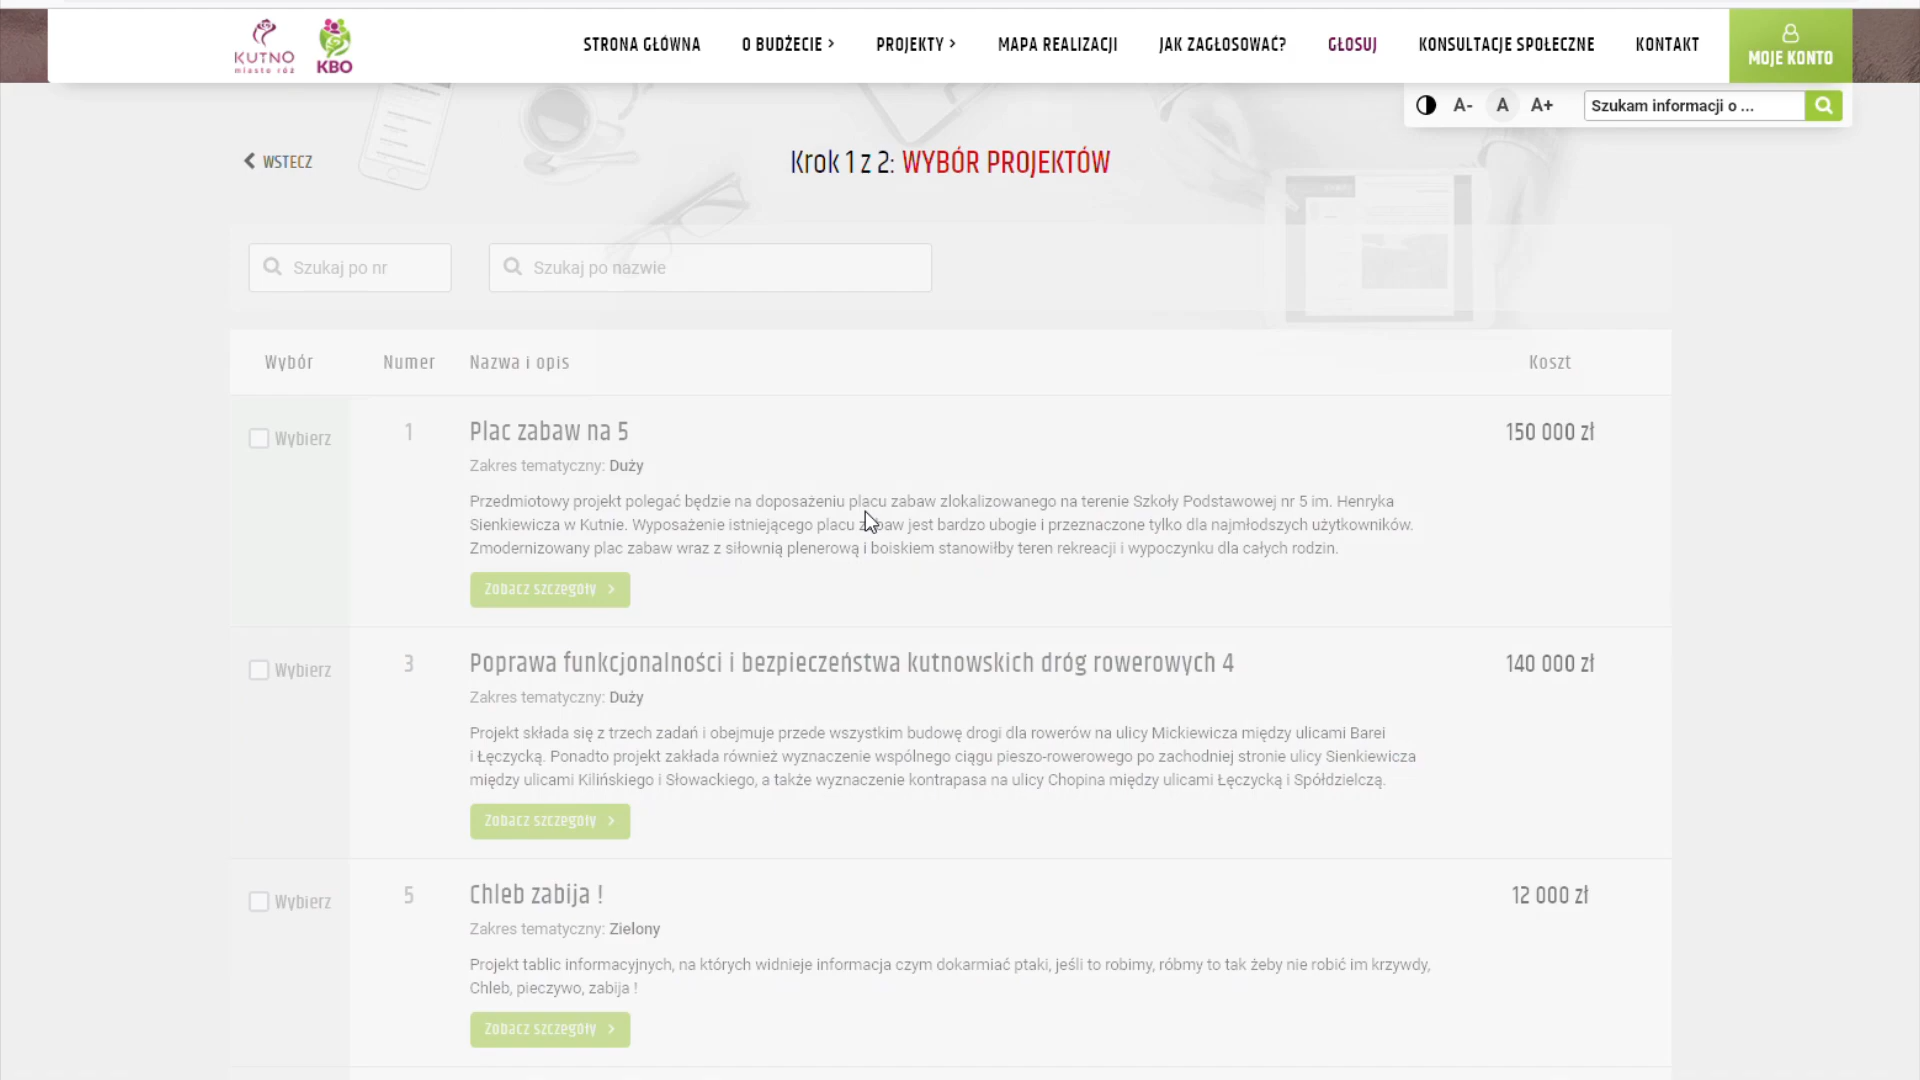 KUTNO
miasto róż
KBO
STRONA GŁÓWNA
O BUDŻECIE
PROJEKTY
MAPA REALIZACJI
JAK ZAGŁOSOWAĆ?
GŁOSUJ
KONSULTACJE SPOŁECZNE
KONTAKT
MOJE KONTO
A-
A
A+
Szukam informacji o ...
WSTECZ
Krok 1 z 2: WYBÓR PROJEKTÓW
Szukaj po nr
Szukaj po nazwie
Wybór Numer Nazwa i opis Koszt
Wybierz 1 Plac zabaw na 5 150 000 zł
Zakres tematyczny: Duży
Przedmiotowy projekt polegać będzie na doposażeniu placu zabaw zlokalizowanego na terenie Szkoły Podstawowej nr 5 im. Henryka
Sienkiewicza w Kutnie. Wyposażenie istniejącego placu zabaw jest bardzo ubogie i przeznaczone tylko dla najmłodszych użytkowników.
Zmodernizowany plac zabaw wraz z siłownią plenerową i boiskiem stanowiłby teren rekreacji i wypoczynku dla całych rodzin.
Zobacz szczegóły
Wybierz 3 Poprawa funkcjonalności i bezpieczeństwa kutnowskich dróg rowerowych 4 140 000 zł
Zakres tematyczny: Duży
Projekt składa się z trzech zadań i obejmuje przede wszystkim budowę drogi dla rowerów na ulicy Mickiewicza między ulicami Barei
i Łęczycką. Ponadto projekt zakłada również wyznaczenie wspólnego ciągu pieszo-rowerowego po zachodniej stronie ulicy Sienkiewicza
między ulicami Kilińskiego i Słowackiego, a także wyznaczenie kontrapasa na ulicy Chopina między ulicami Łęczycką i Spółdzielczą.
Zobacz szczegóły
Wybierz 5 Chleb zabija ! 12 000 zł
Zakres tematyczny: Zielony
Projekt tablic informacyjnych, na których widnieje informacja czym dokarmiać ptaki, jeśli to robimy, róbmy to tak żeby nie robić im krzywdy,
Chleb, pieczywo, zabija !
Zobacz szczegóły